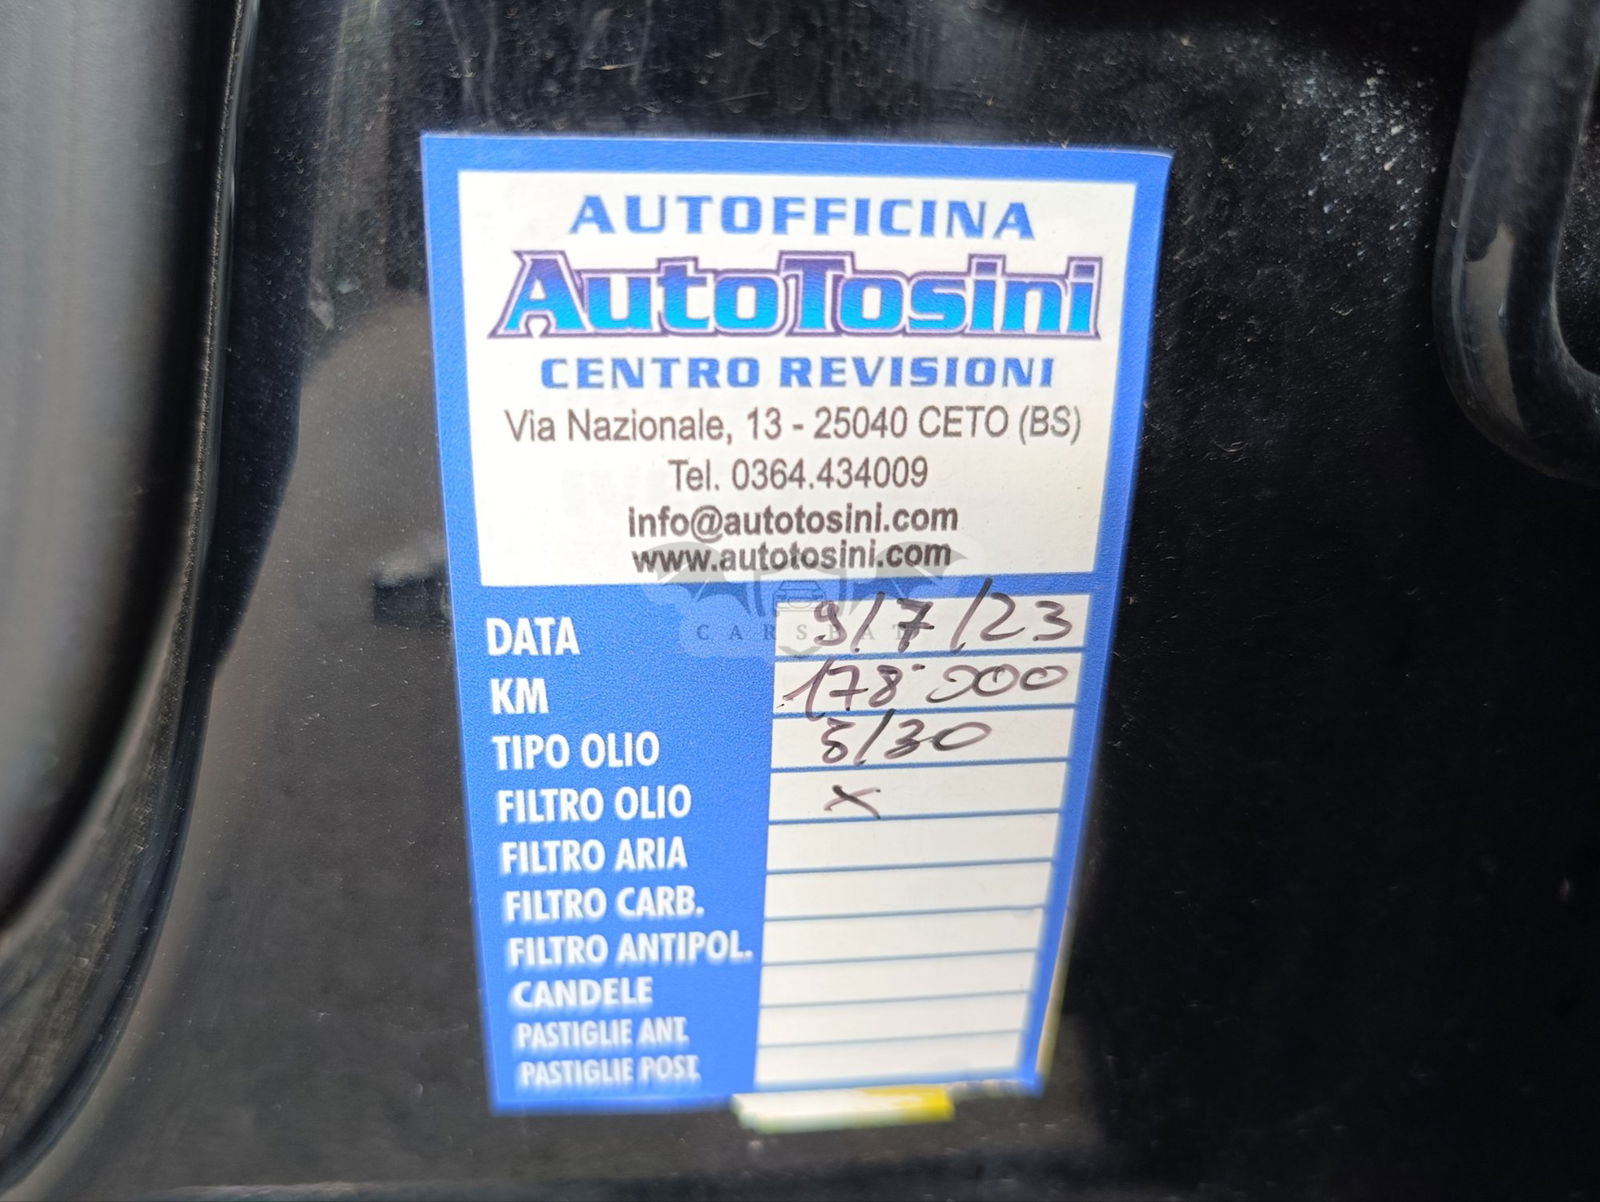 AUTOFFICINA
AutoTosini
CENTRO REVISIONI
Via Nazionale, 13 - 25040 CETO (BS)
Tel. 0364.434009
info@autotosini.com
www.autotosini.com
DATA 9/7/23
KM 178000
TIPO OLIO 5/30
FILTRO OLIO x
FILTRO ARIA
FILTRO CARB.
FILTRO ANTIPOL.
CANDELE
PASTIGLIE ANT.
PASTIGLIE POST.